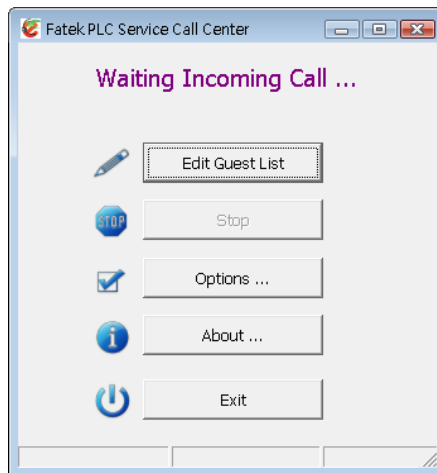 Fatek PLC Service Call Center
Waiting Incoming Call ...
Edit Guest List
STOP
Stop
Options ...
i
About ...
Exit